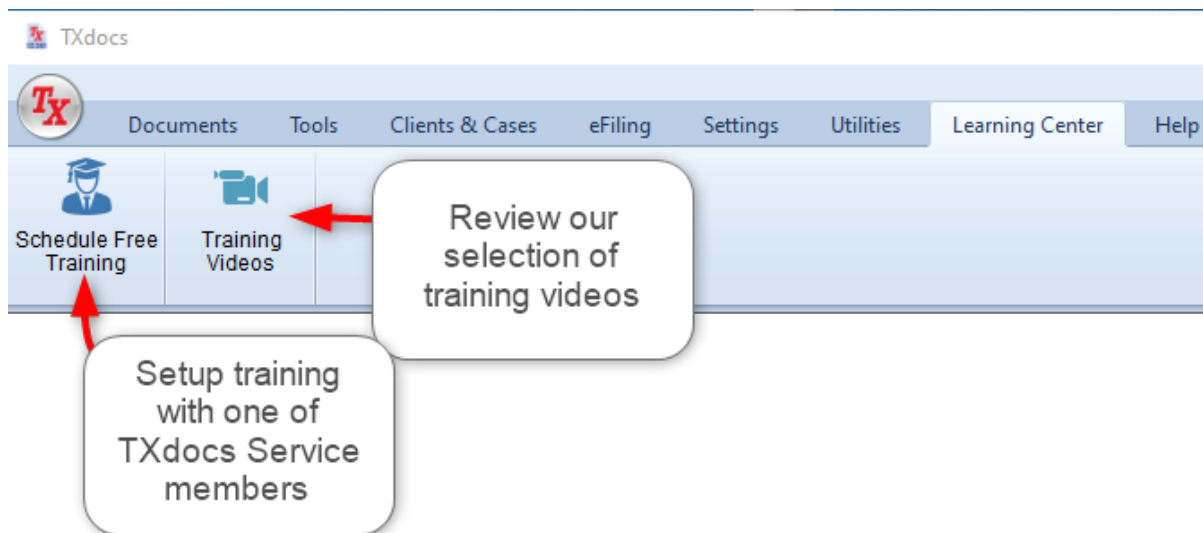 TXdocs
TX
Documents Tools Clients & Cases eFiling Settings Utilities Learning Center Help
Schedule Free
Training
Training
Videos
Review our
selection of
training videos
Setup training
with one of
TXdocs Service
members